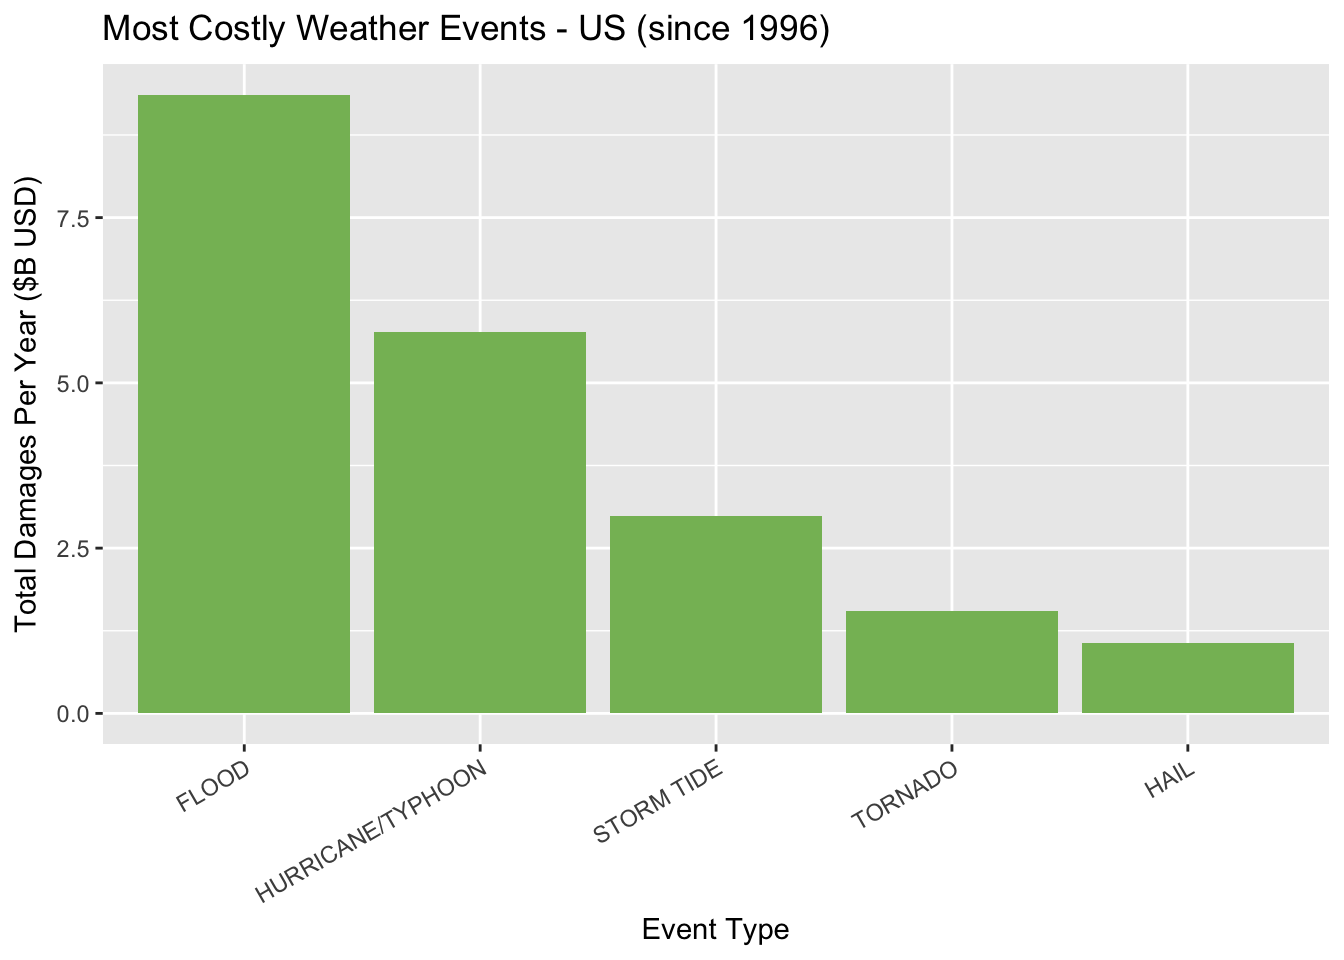 Most Costly Weather Events - US (since 1996)
Total Damages Per Year ($B USD)
7.5
5.0
2.5
0.0
FLOOD
HURRICANE/TYPHOON
STORM TIDE
TORNADO
HAIL
Event Type